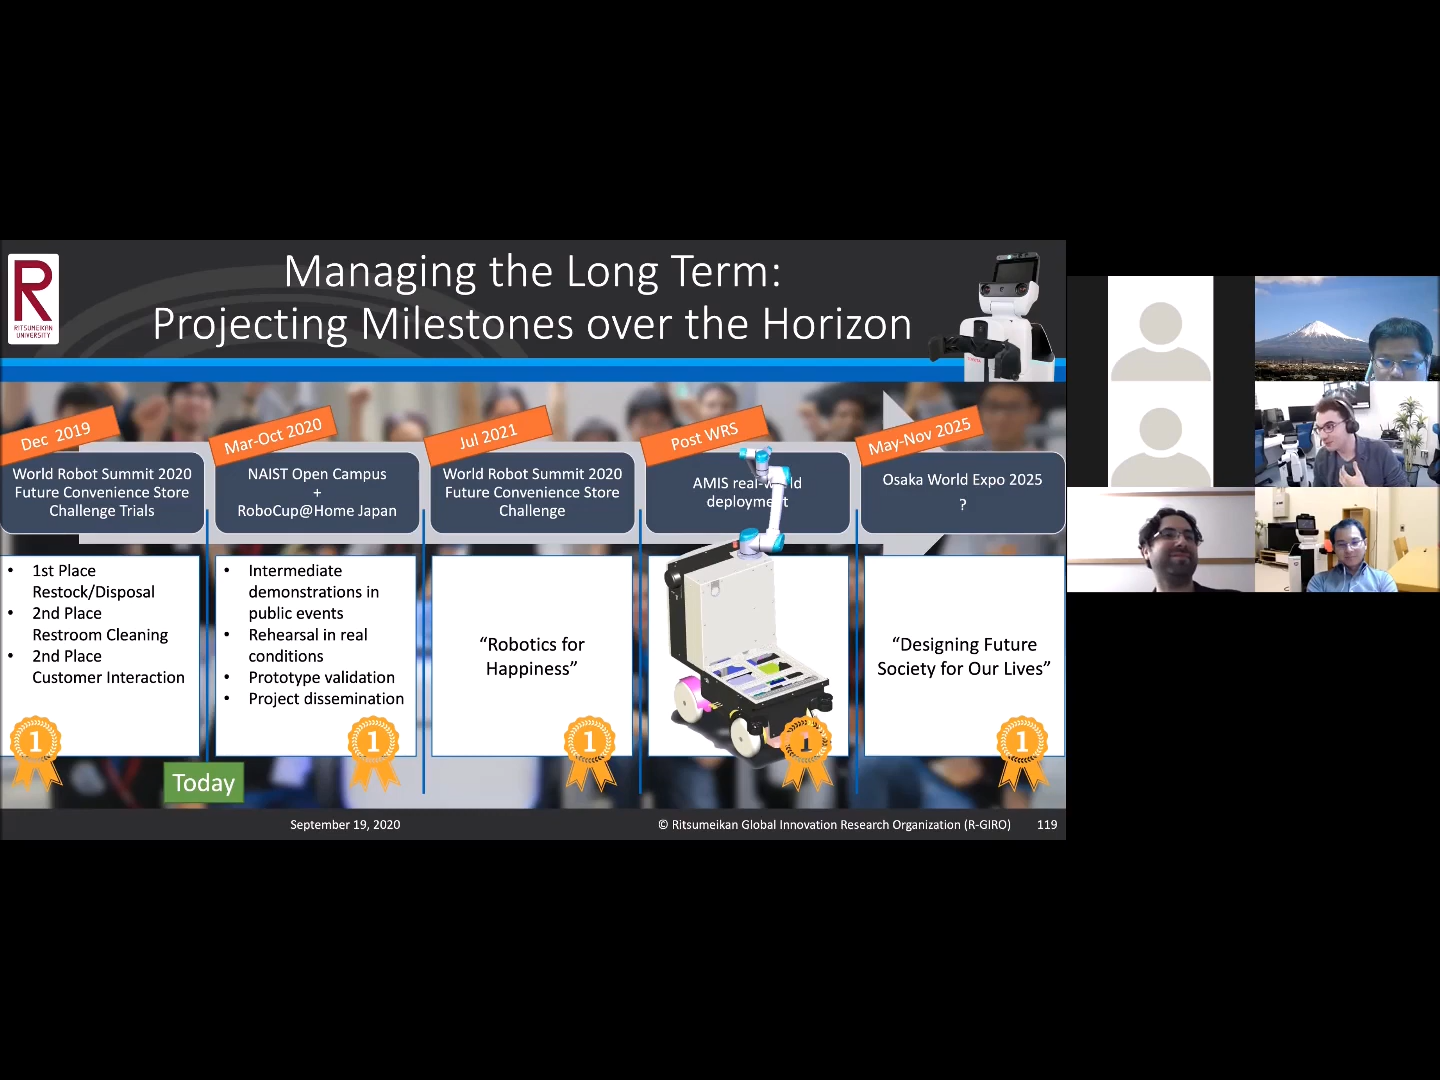 Managing the Long Term:
Projecting Milestones over the Horizon
R
RITSUMEIKAN
UNIVERSITY
Dec 2019
World Robot Summit 2020
Future Convenience Store
Challenge Trials
• 1st Place
Restock/Disposal
• 2nd Place
Restroom Cleaning
• 2nd Place
Customer Interaction
1
Mar-Oct 2020
NAIST Open Campus
+
RoboCup@Home Japan
• Intermediate
demonstrations in
public events
• Rehearsal in real
conditions
• Prototype validation
• Project dissemination
1
Jul 2021
World Robot Summit 2020
Future Convenience Store
Challenge
“Robotics for
Happiness”
1
Post WRS
AMIS real-world
deployment
1
May-Nov 2025
Osaka World Expo 2025
?
“Designing Future
Society for Our Lives”
1
Today
September 19, 2020
© Ritsumeikan Global Innovation Research Organization (R-GIRO)
119